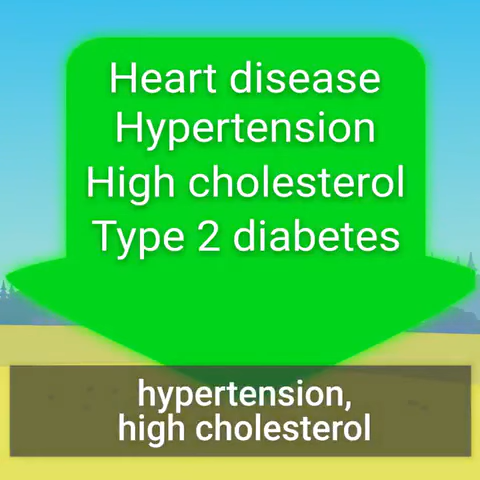 Heart disease
Hypertension
High cholesterol
Type 2 diabetes
hypertension,
high cholesterol